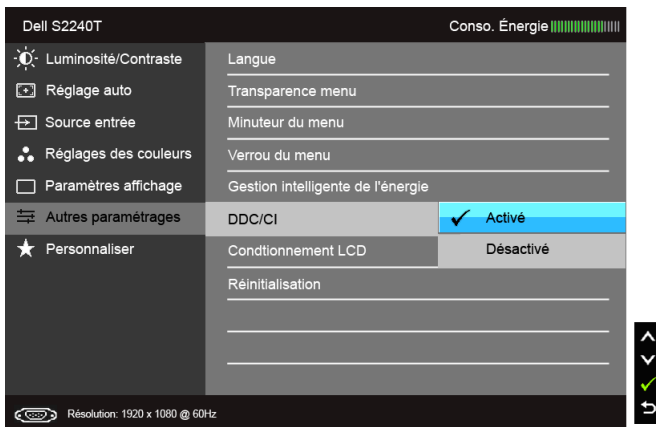 Dell S2240T
Conso. Énergie
Luminosité/Contraste
Réglage auto
Source entrée
Réglages des couleurs
Paramètres affichage
Autres paramétrages
Personnaliser
Langue
Transparence menu
Minuteur du menu
Verrou du menu
Gestion intelligente de l'énergie
DDC/CI
Condtionnement LCD
Réinitialisation
Activé
Désactivé
Résolution: 1920 x 1080 @ 60Hz